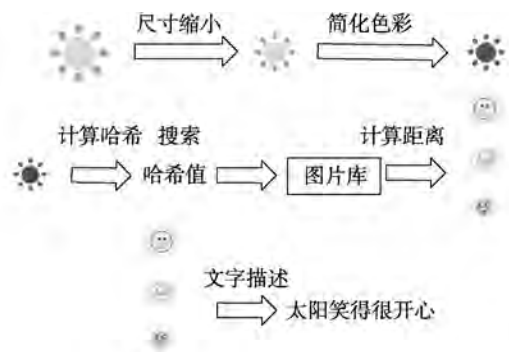 尺寸缩小 简化色彩
计算哈希 搜索 计算距离
哈希值 图片库
文字描述
太阳笑得很开心